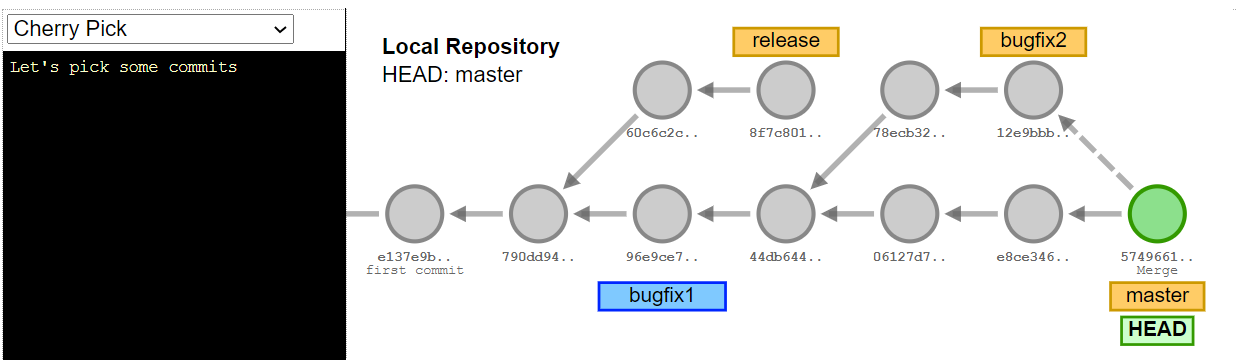 Cherry Pick
Let's pick some commits
Local Repository
HEAD: master
release
bugfix2
60c6c2c..
8f7c801..
78ecb32..
12e9bbb..
e137e9b..
first commit
790dd94..
96e9ce7..
44db644..
06127d7..
e8ce346..
5749661..
Merge
bugfix1
master
HEAD